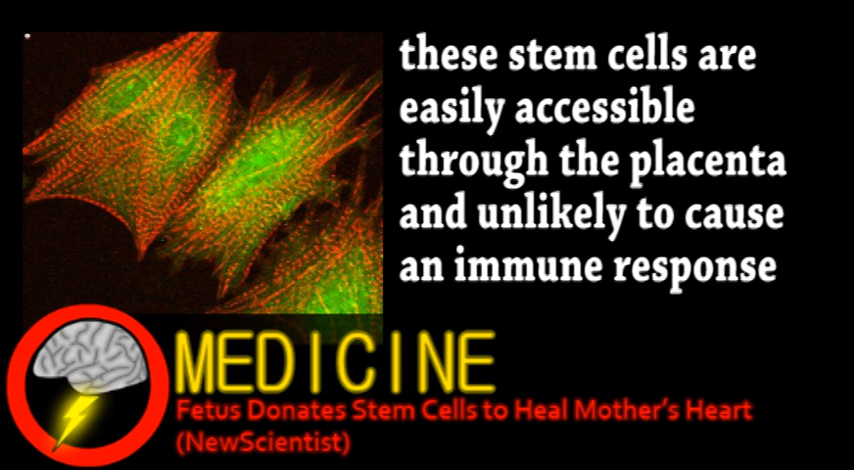 these stem cells are
easily accessible
through the placenta
and unlikely to cause
an immune response
MEDICINE
Fetus Donates Stem Cells to Heal Mother's Heart
(NewScientist)